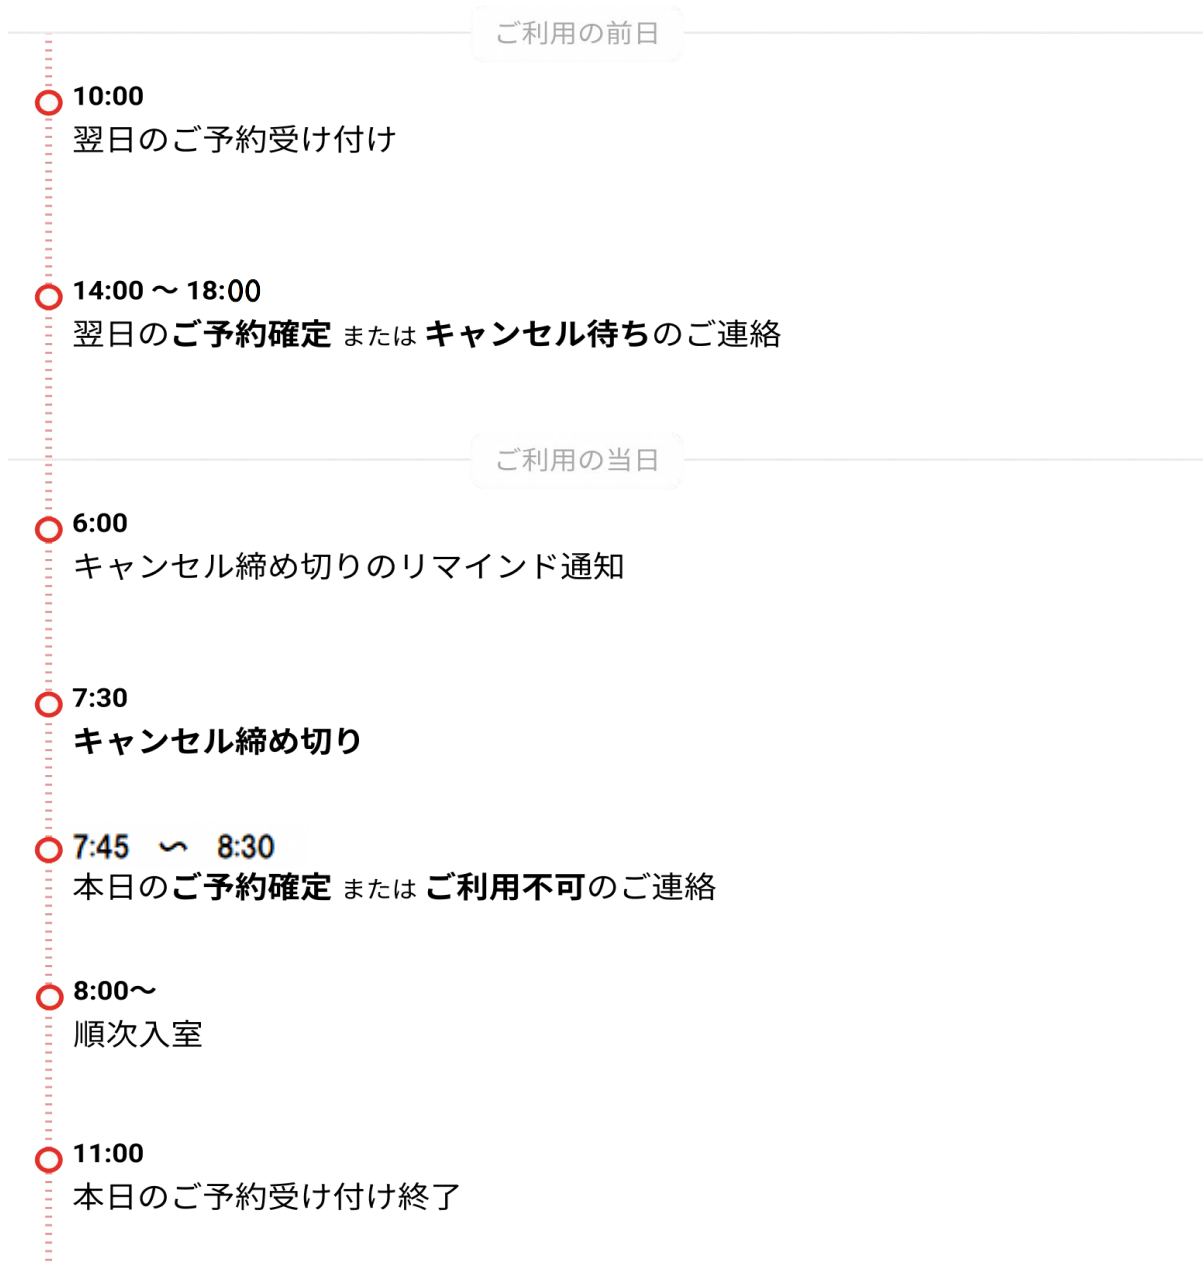 ご利用の前日
10:00
翌日のご予約受け付け
14:00 〜 18:00
翌日のご予約確定 または キャンセル待ちのご連絡
ご利用の当日
6:00
キャンセル締め切りのリマインド通知
7:30
キャンセル締め切り
7:45 〜 8:30
本日のご予約確定 または ご利用不可のご連絡
8:00〜
順次入室
11:00
本日のご予約受け付け終了